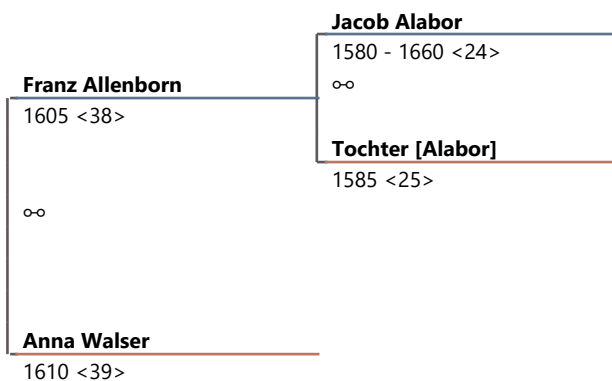 Jacob Alabor
1580 - 1660 <24>
Franz Allenborn
1605 <38>
Tochter [Alabor]
1585 <25>
Anna Walser
1610 <39>